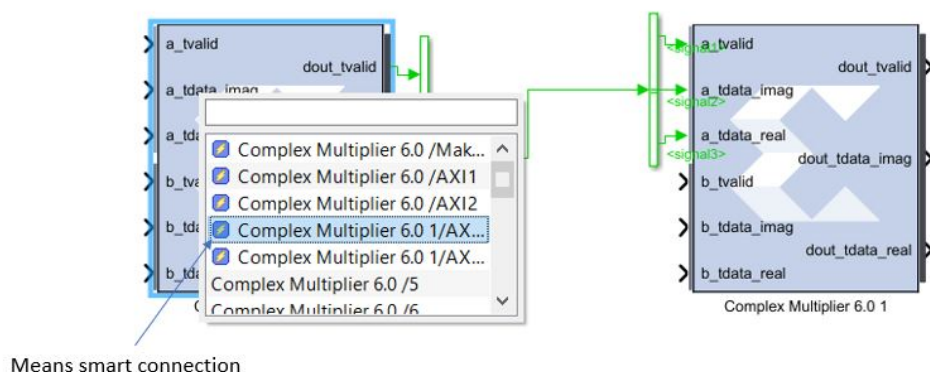 a_tvalid
dout_tvalid
a_tdata_imag
Complex Multiplier 6.0 /Mak...
Complex Multiplier 6.0 /AXI1
Complex Multiplier 6.0 /AXI2
Complex Multiplier 6.0 1/AX...
Complex Multiplier 6.0 1/AX...
Complex Multiplier 6.0 /5
Complex Multiplier 6.0 /6
a_tda
b_tva
b_tda
b_tda
C
<signal1>
a_tvalid
dout_tvalid
a_tdata_imag
<signal2>
a_tdata_real
<signal3>
dout_tdata_imag
b_tvalid
b_tdata_imag
dout_tdata_real
b_tdata_real
Complex Multiplier 6.0 1
Means smart connection